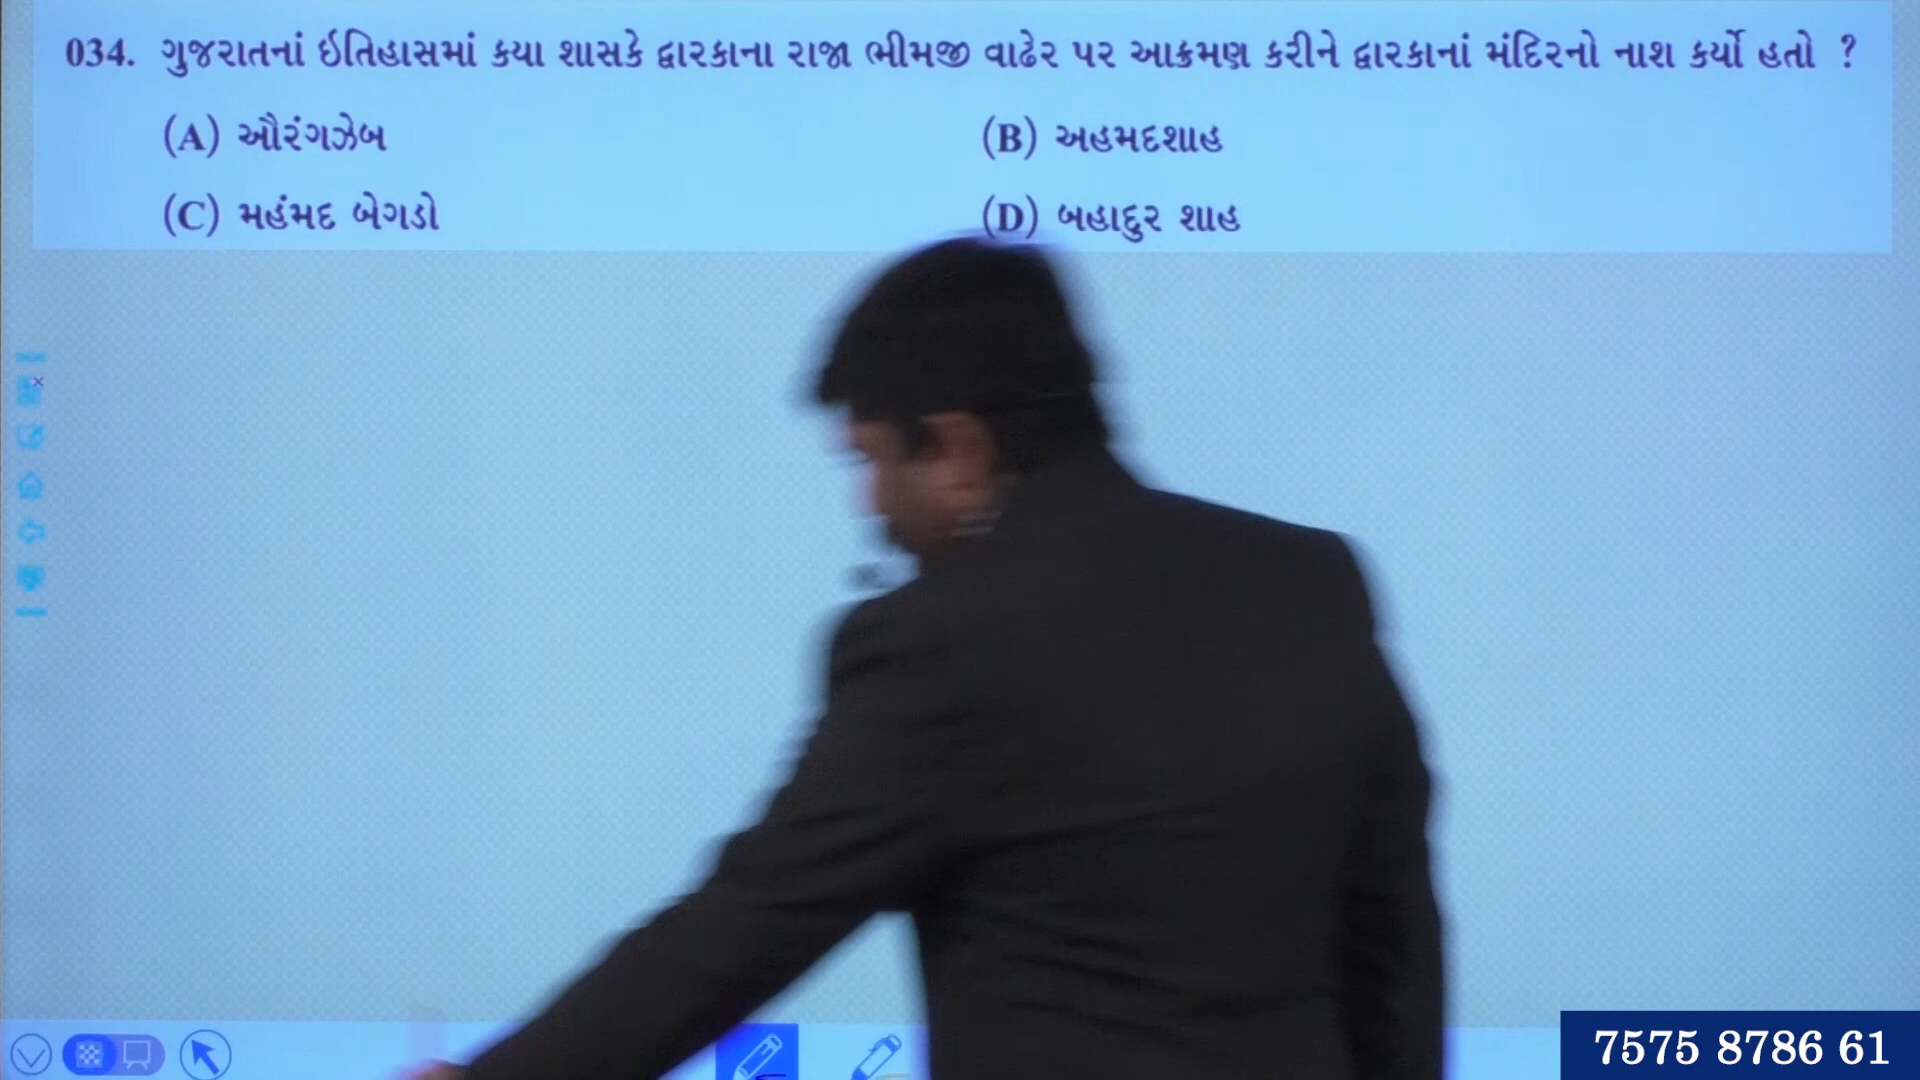 034. ગુજરાતનાં ઇતિહાસમાં કયા શાસકે દ્વારકાના રાજા ભીમજી વાઢેર પર આક્રમણ કરીને દ્વારકાનાં મંદિરનો નાશ કર્યો હતો ?
(A) ઔરંગઝેબ (B) અહમદશાહ
(C) મહંમદ બેગડો (D) બહાદુર શાહ
7575 8786 61